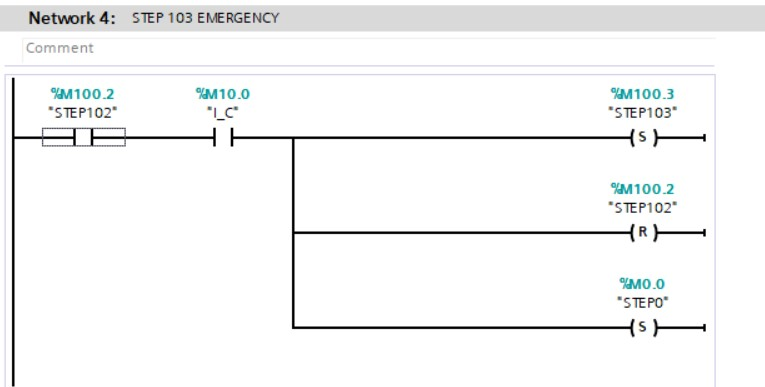 Network 4: STEP 103 EMERGENCY
Comment
%M100.2 %M10.0 %M100.3
"STEP102" "I_C" "STEP103"
S
%M100.2
"STEP102"
R
%M0.0
"STEP0"
S